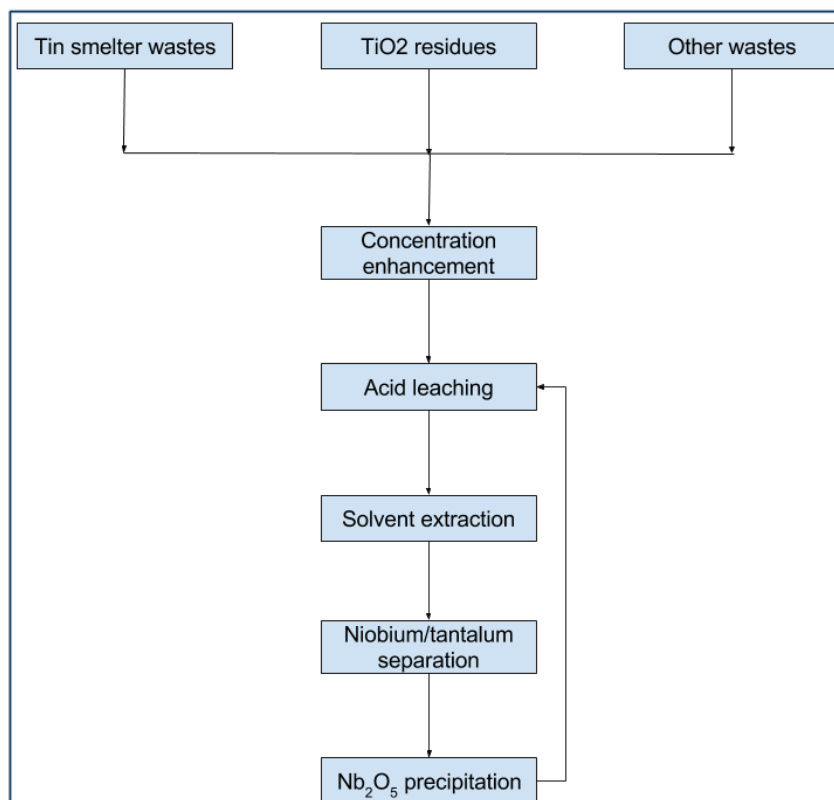 Tin smelter wastes
TiO2 residues
Other wastes
Concentration
enhancement
Acid leaching
Solvent extraction
Niobium/tantalum
separation
Nb₂O₅ precipitation